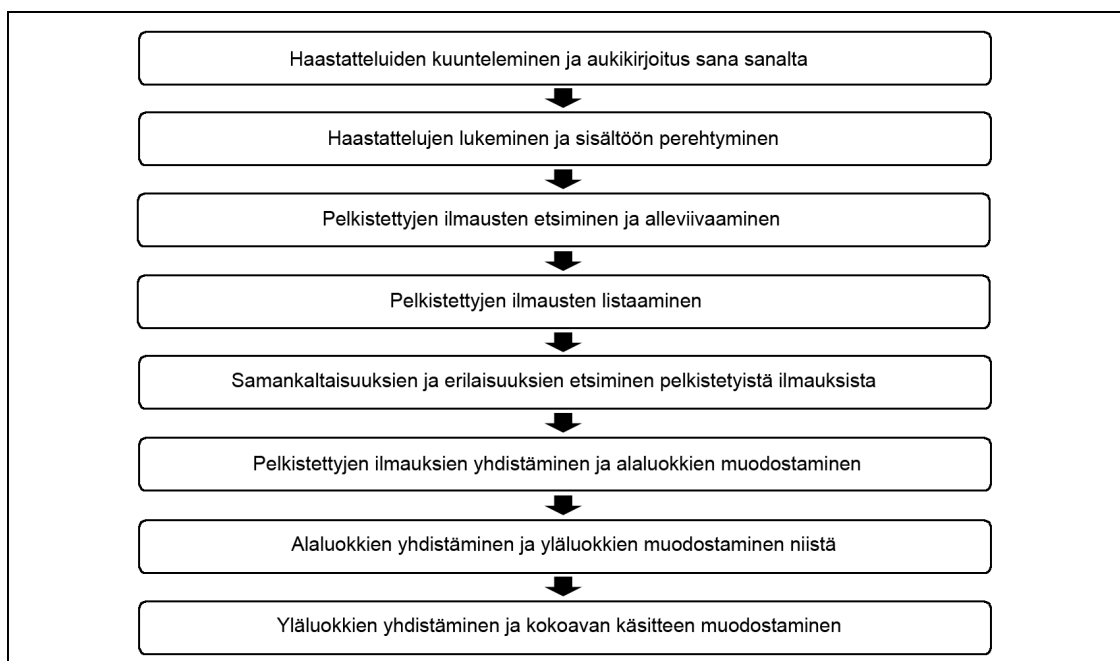 Haastatteluiden kuunteleminen ja aukikirjoitus sana sanalta
Haastattelujen lukeminen ja sisältöön perehtyminen
Pelkistettyjen ilmausten etsiminen ja alleviivaaminen
Pelkistettyjen ilmausten listaaminen
Samankaltaisuuksien ja erilaisuuksien etsiminen pelkistetyistä ilmauksista
Pelkistettyjen ilmauksien yhdistäminen ja alaluokkien muodostaminen
Alaluokkien yhdistäminen ja yläluokkien muodostaminen niistä
Yläluokkien yhdistäminen ja kokoavan käsitteen muodostaminen